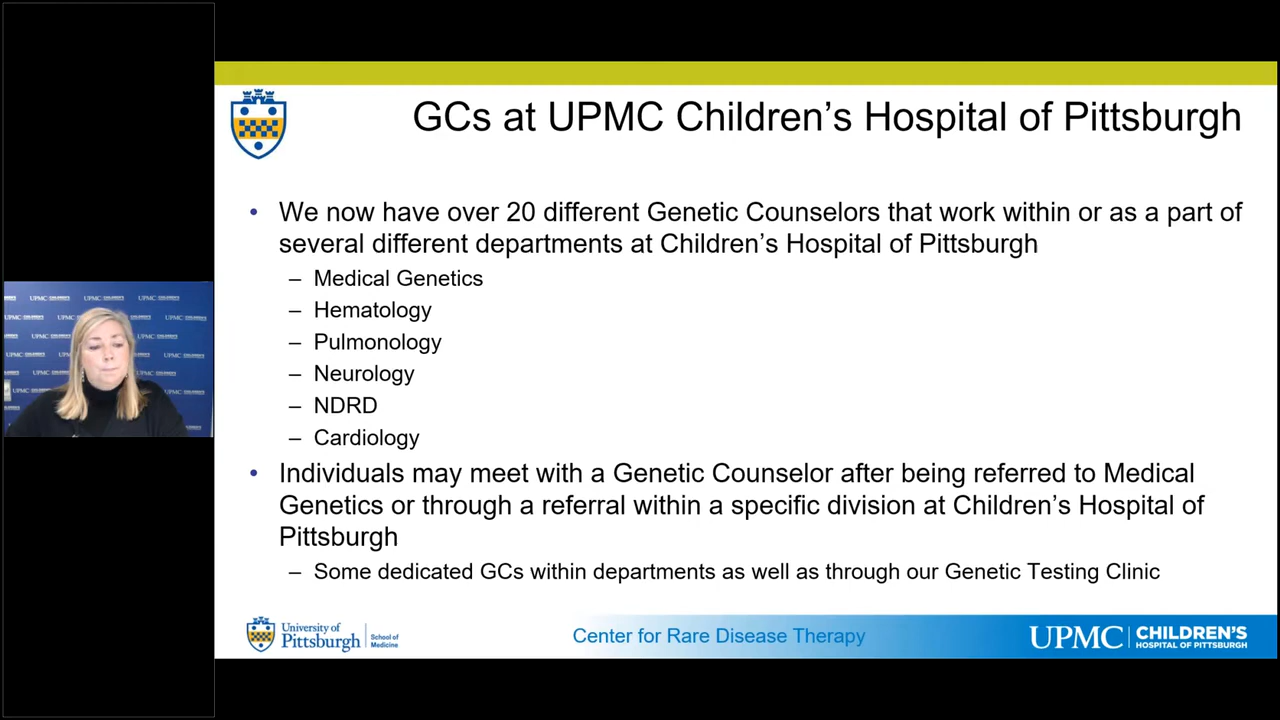 GCs at UPMC Children's Hospital of Pittsburgh
• We now have over 20 different Genetic Counselors that work within or as a part of
several different departments at Children's Hospital of Pittsburgh
– Medical Genetics
– Hematology
– Pulmonology
– Neurology
– NDRD
– Cardiology
• Individuals may meet with a Genetic Counselor after being referred to Medical
Genetics or through a referral within a specific division at Children's Hospital of
Pittsburgh
– Some dedicated GCs within departments as well as through our Genetic Testing Clinic
University of
Pittsburgh
School of
Medicine
Center for Rare Disease Therapy
UPMC
CHILDREN'S
HOSPITAL OF PITTSBURGH